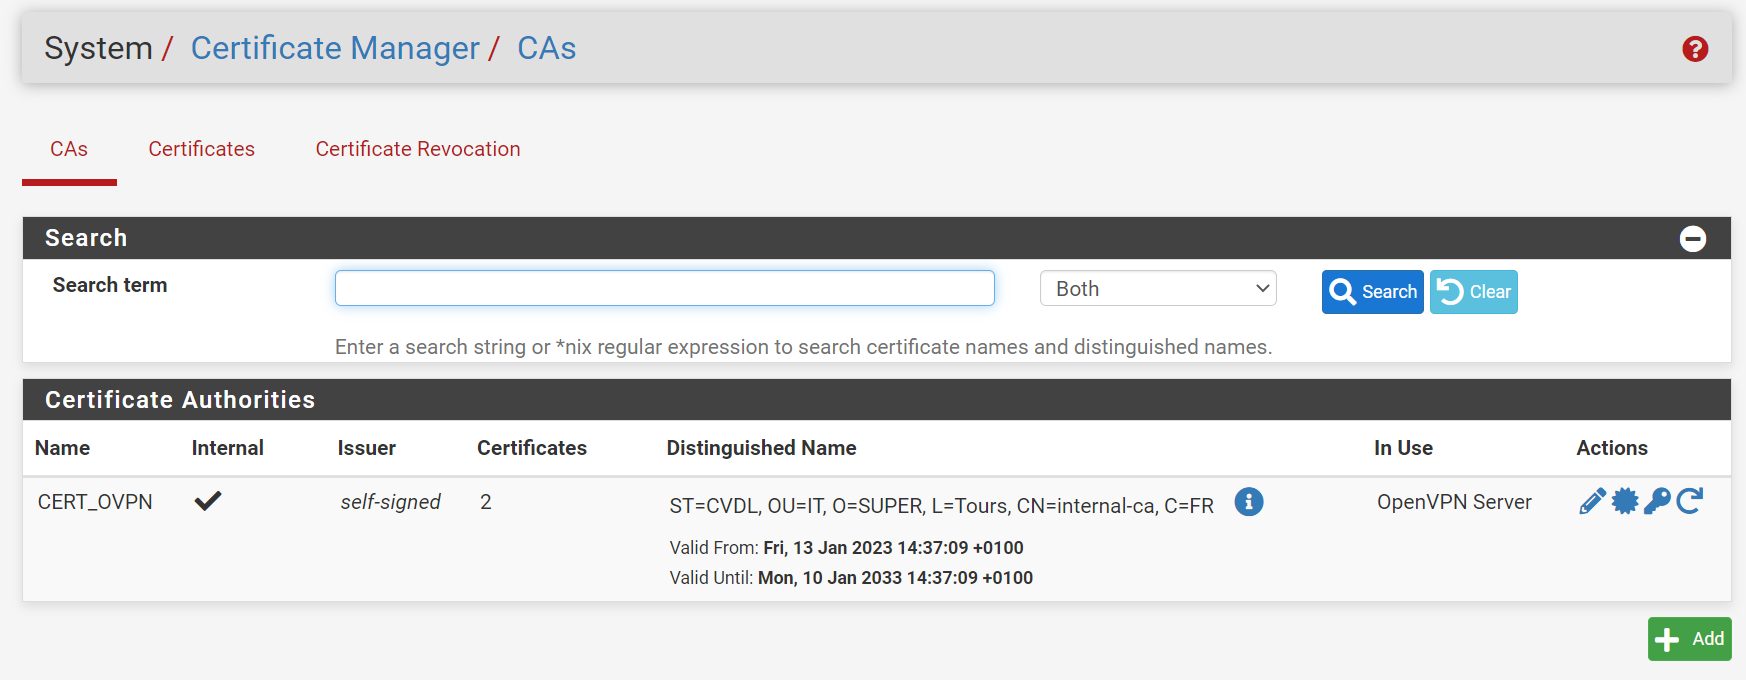 System / Certificate Manager / CAs
CAs Certificates Certificate Revocation
Search
Search term Both Search Clear
Enter a search string or *nix regular expression to search certificate names and distinguished names.
Certificate Authorities
Name Internal Issuer Certificates Distinguished Name In Use Actions
CERT_OVPN self-signed 2 ST=CVDL, OU=IT, O=SUPER, L=Tours, CN=internal-ca, C=FR OpenVPN Server
Valid From: Fri, 13 Jan 2023 14:37:09 +0100
Valid Until: Mon, 10 Jan 2033 14:37:09 +0100
Add